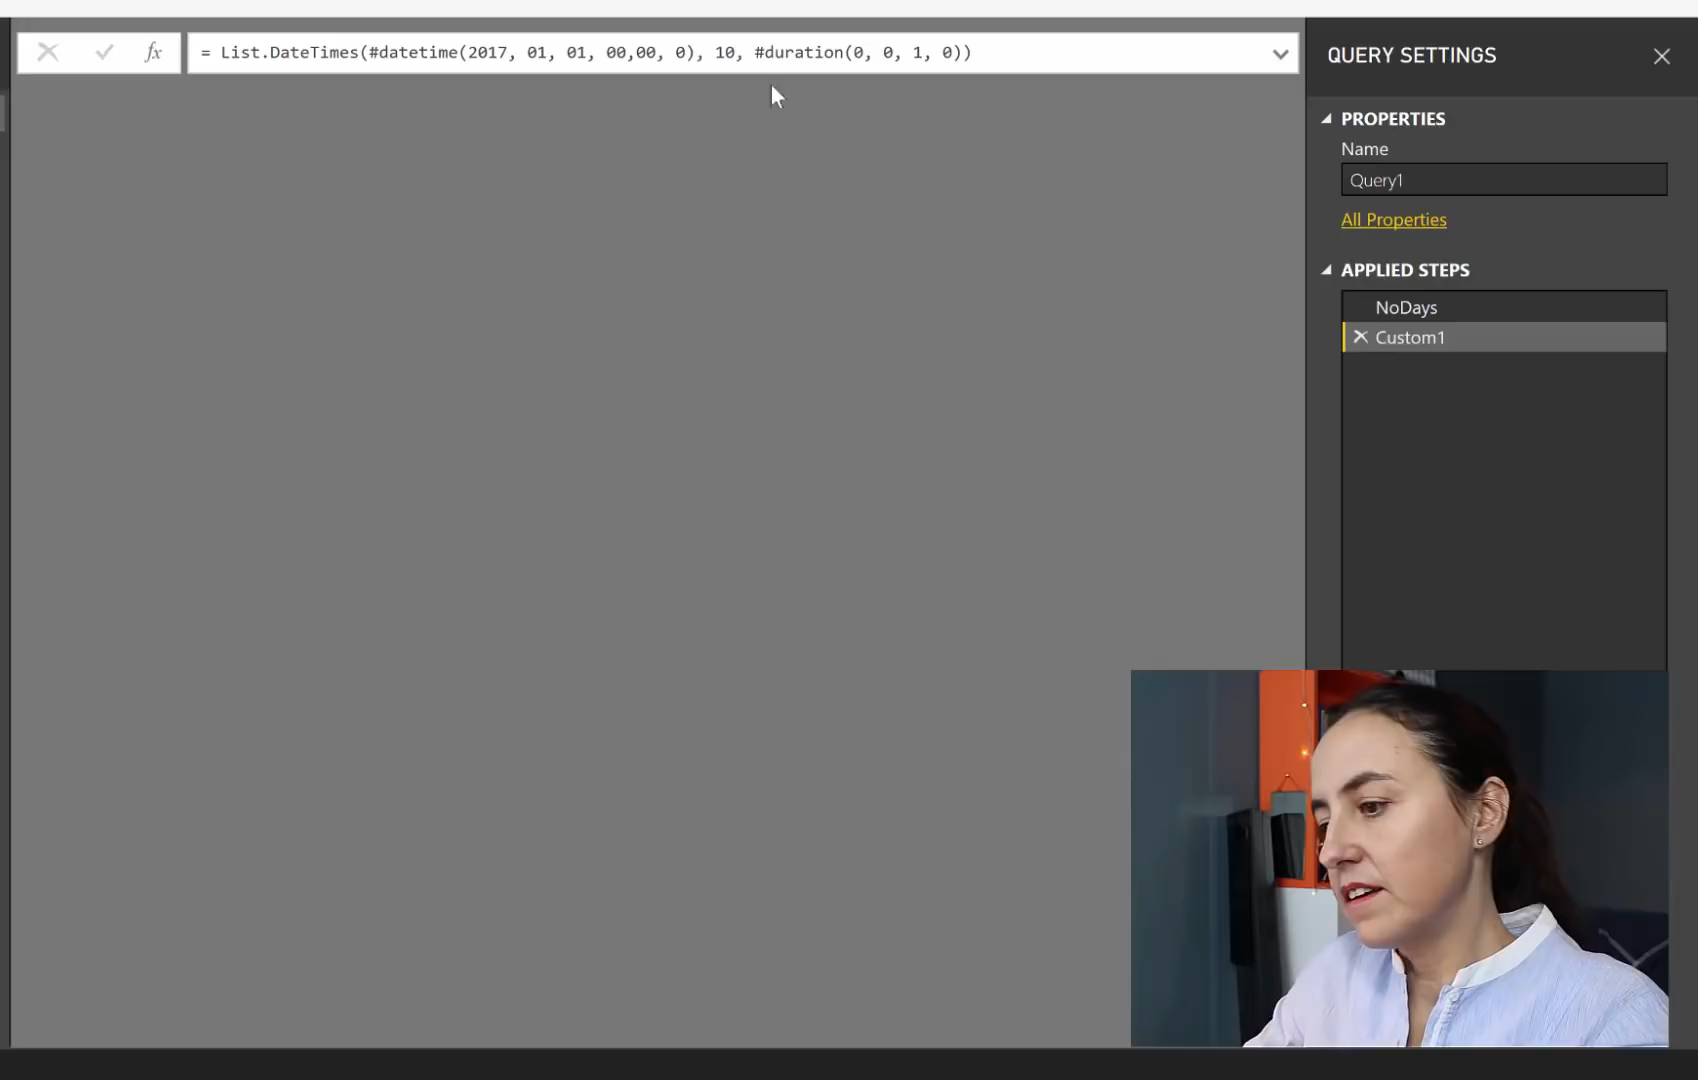 fx
= List.DateTimes(#datetime(2017, 01, 01, 00,00, 0), 10, #duration(0, 0, 1, 0))
QUERY SETTINGS
PROPERTIES
Name
Query1
All Properties
APPLIED STEPS
NoDays
Custom1